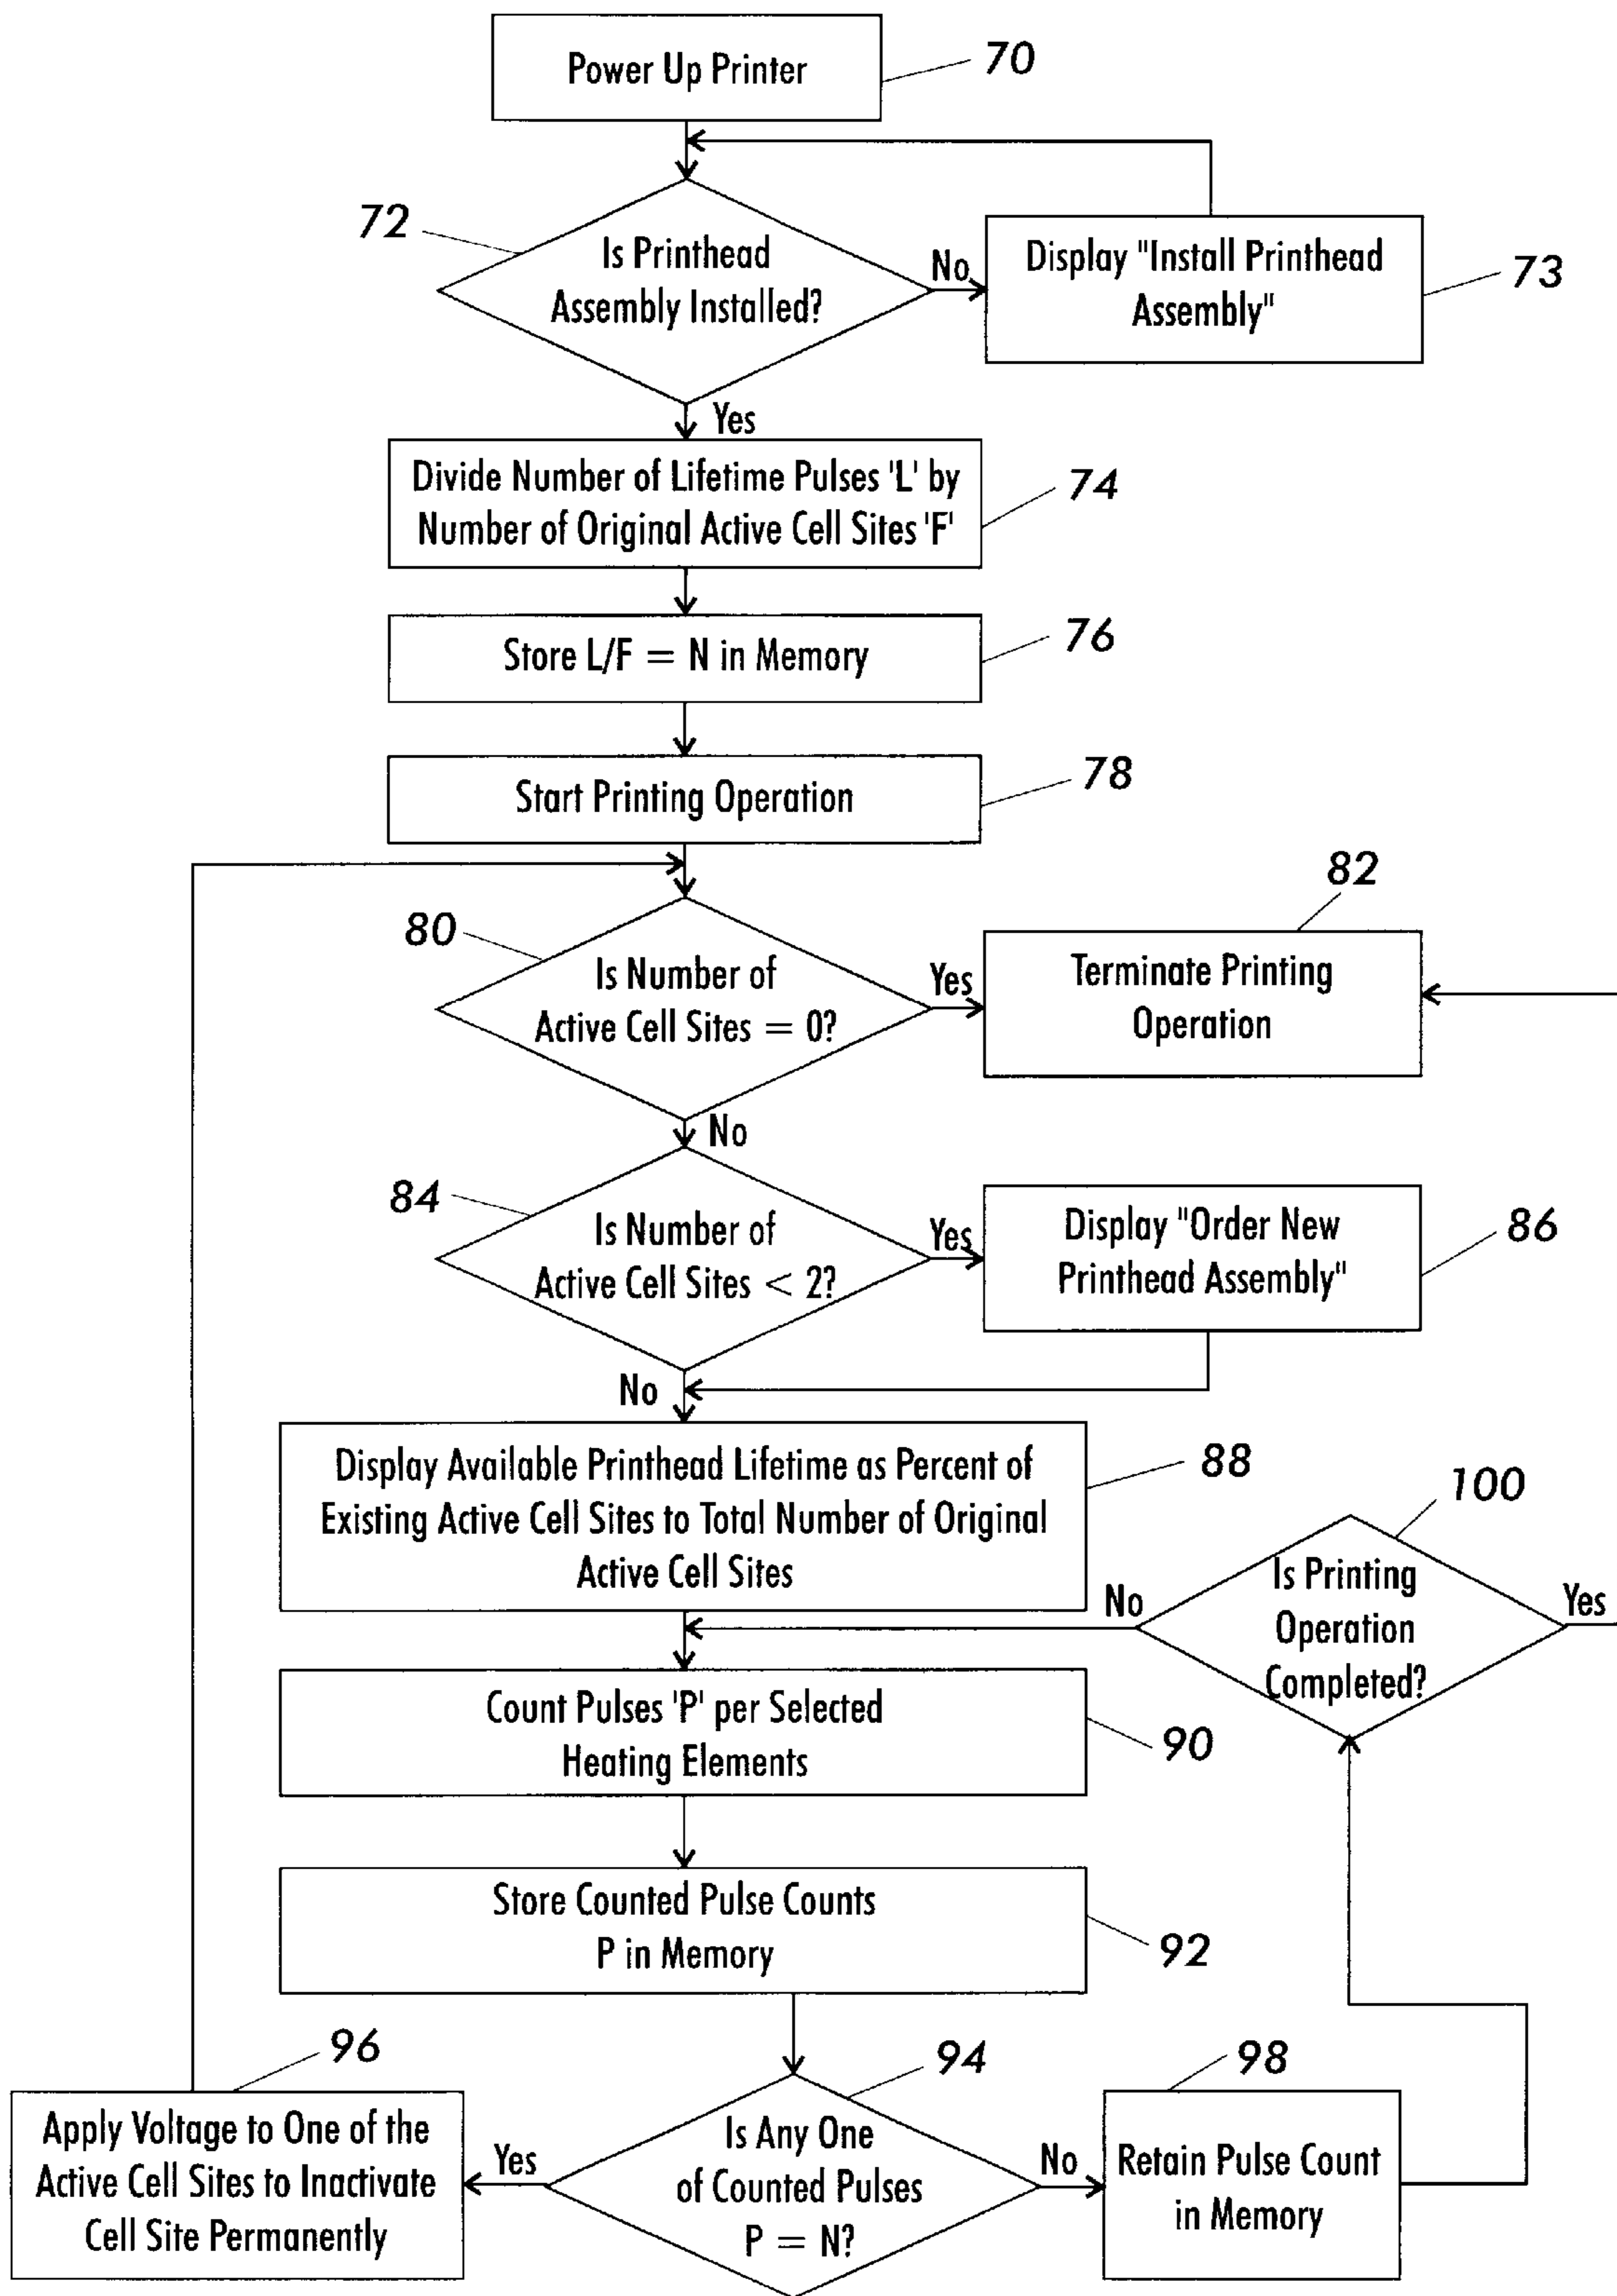 Power Up Printer
70
72
Is Printhead
Assembly Installed?
No
Display "Install Printhead
Assembly"
73
Yes
Divide Number of Lifetime Pulses 'L' by
Number of Original Active Cell Sites 'F'
74
Store L/F = N in Memory
76
Start Printing Operation
78
80
Is Number of
Active Cell Sites = 0?
Yes
82
Terminate Printing
Operation
No
84
Is Number of
Active Cell Sites < 2?
Yes
Display "Order New
Printhead Assembly"
86
No
Display Available Printhead Lifetime as Percent of
Existing Active Cell Sites to Total Number of Original
Active Cell Sites
88
100
Is Printing
Operation
Completed?
No
Yes
Count Pulses 'P' per Selected
Heating Elements
90
Store Counted Pulse Counts
P in Memory
92
96
Apply Voltage to One of the
Active Cell Sites to Inactivate
Cell Site Permanently
Yes
94
Is Any One
of Counted Pulses
P = N?
No
98
Retain Pulse Count
in Memory